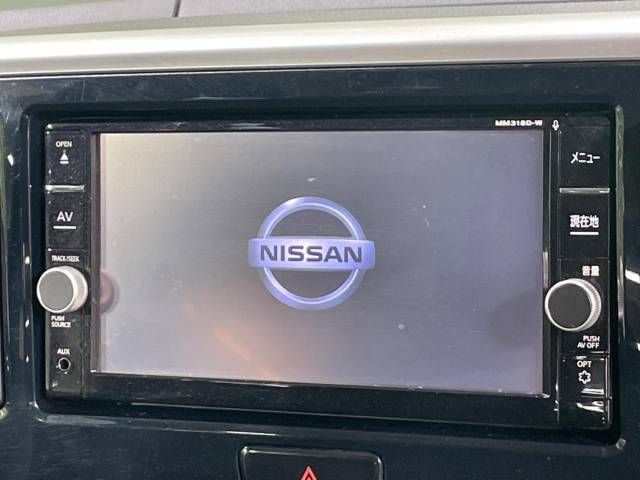 MM318D-W
OPEN
AV
TRACK/SEEK
PUSH
SOURCE
AUX
NISSAN
メニュー
現在地
音量
PUSH
AV OFF
OPT